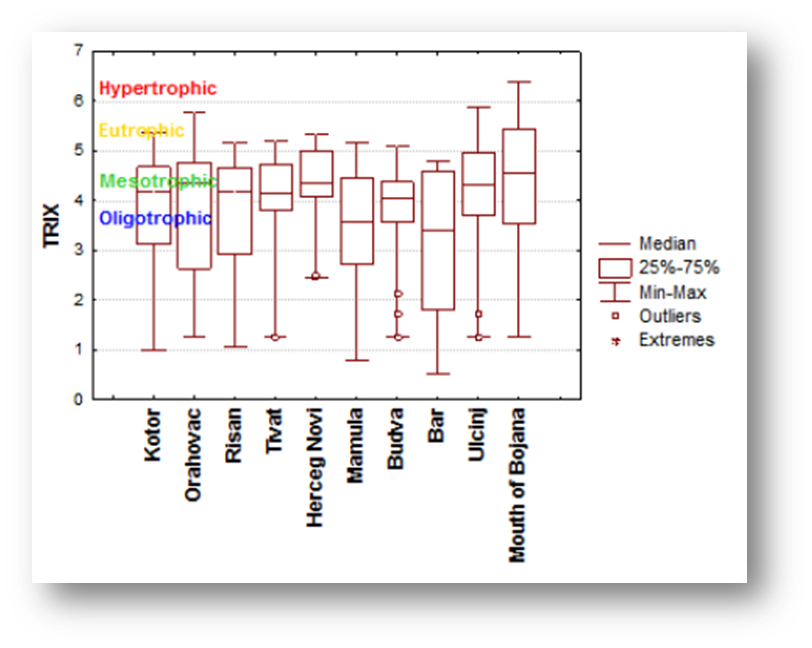 7
6
5
4
3
2
1
0
TRIX
Hypertrophic
Eutrophic
Mesotrophic
Oligotrophic
Kotor
Orahovac
Risan
Tivat
Herceg Novi
Mamula
Budva
Bar
Ulcinj
Mouth of Bojana
Median
25%-75%
Min-Max
Outliers
Extremes